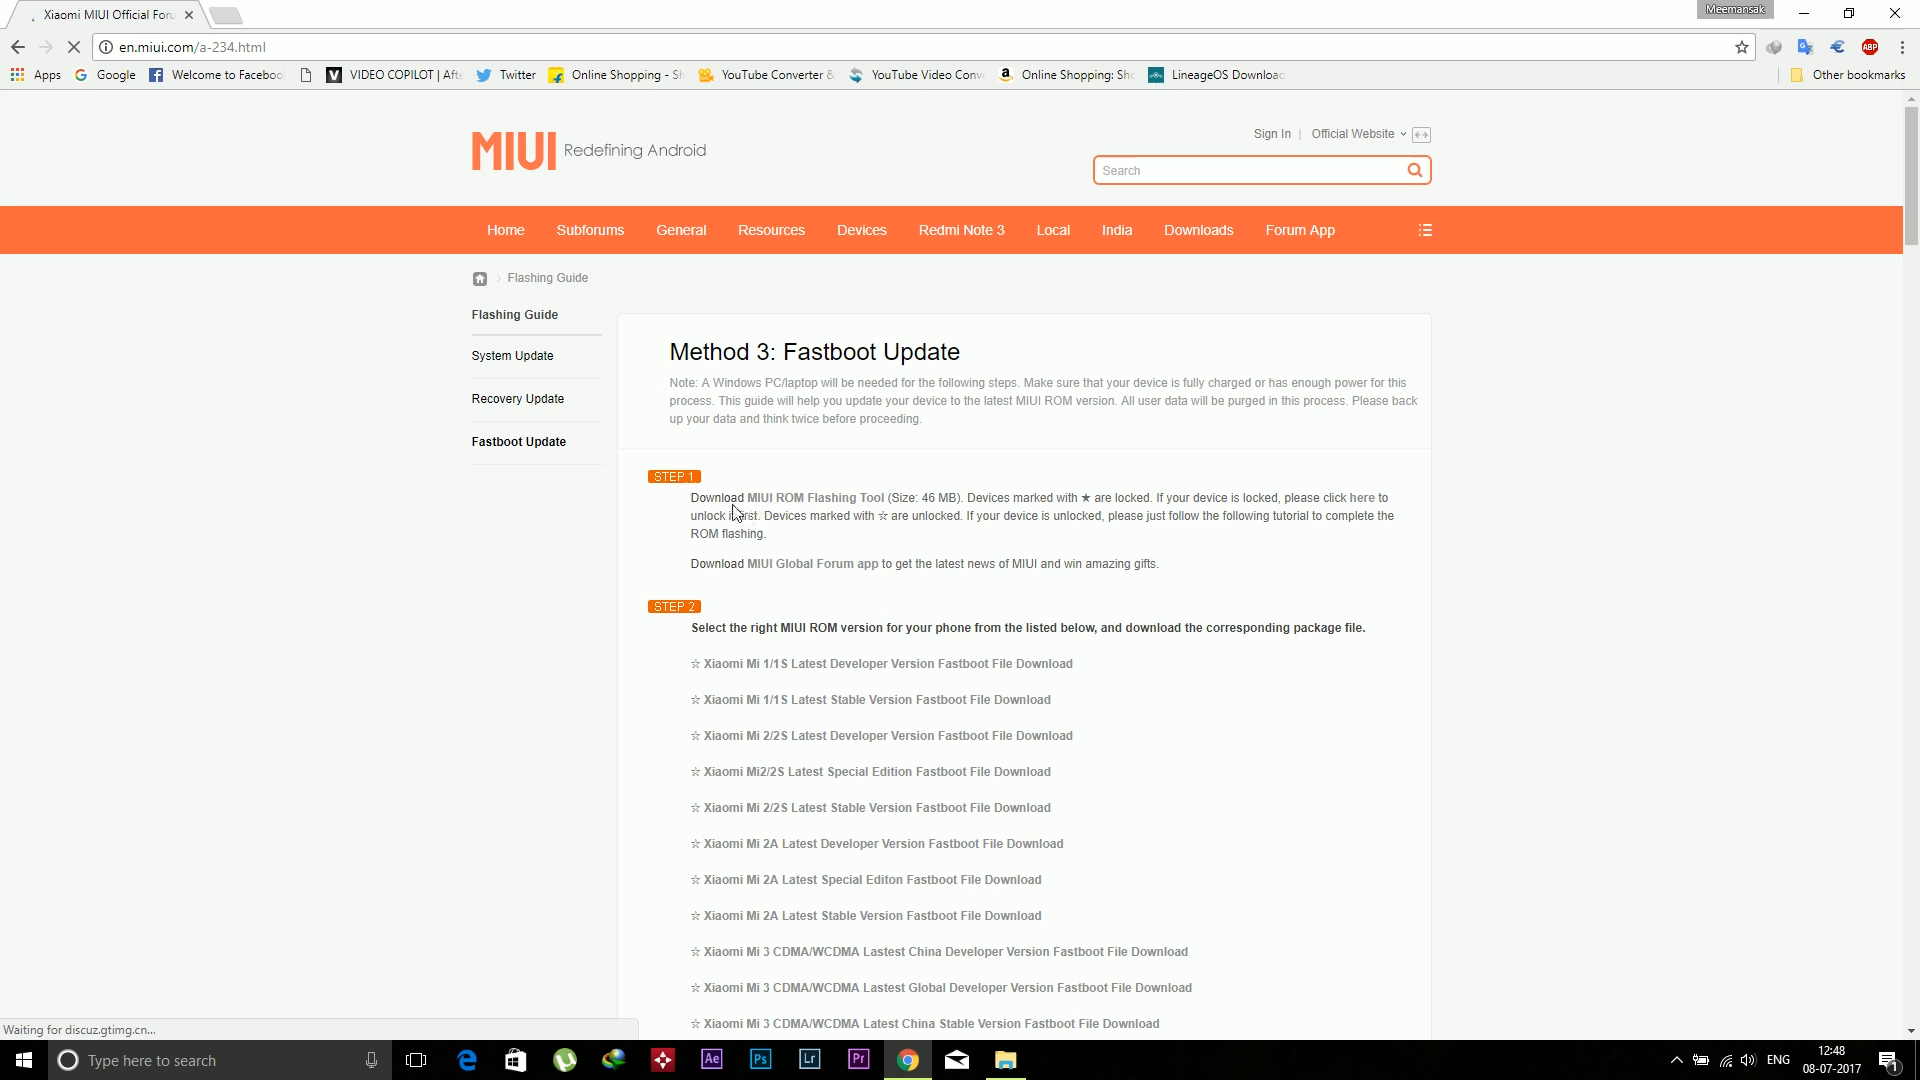 Xiaomi MIUI Official Foru
Meemansak
en.miui.com/a-234.html
Apps
Google
Welcome to Faceboo
VIDEO COPILOT | Afte
Twitter
Online Shopping - Sh
YouTube Converter &
YouTube Video Conv
Online Shopping: Sho
LineageOS Download
Other bookmarks
MIUI Redefining Android
Sign In | Official Website
Search
Home Subforums General Resources Devices Redmi Note 3 Local India Downloads Forum App
Flashing Guide
Flashing Guide
System Update
Recovery Update
Fastboot Update
Method 3: Fastboot Update
Note: A Windows PC/laptop will be needed for the following steps. Make sure that your device is fully charged or has enough power for this
process. This guide will help you update your device to the latest MIUI ROM version. All user data will be purged in this process. Please back
up your data and think twice before proceeding.
STEP 1
Download MIUI ROM Flashing Tool (Size: 46 MB). Devices marked with ★ are locked. If your device is locked, please click here to
unlock it first. Devices marked with ☆ are unlocked. If your device is unlocked, please just follow the following tutorial to complete the
ROM flashing.
Download MIUI Global Forum app to get the latest news of MIUI and win amazing gifts.
STEP 2
Select the right MIUI ROM version for your phone from the listed below, and download the corresponding package file.
☆ Xiaomi Mi 1/1S Latest Developer Version Fastboot File Download
☆ Xiaomi Mi 1/1S Latest Stable Version Fastboot File Download
☆ Xiaomi Mi 2/2S Latest Developer Version Fastboot File Download
☆ Xiaomi Mi2/2S Latest Special Edition Fastboot File Download
☆ Xiaomi Mi 2/2S Latest Stable Version Fastboot File Download
☆ Xiaomi Mi 2A Latest Developer Version Fastboot File Download
☆ Xiaomi Mi 2A Latest Special Editon Fastboot File Download
☆ Xiaomi Mi 2A Latest Stable Version Fastboot File Download
☆ Xiaomi Mi 3 CDMA/WCDMA Lastest China Developer Version Fastboot File Download
☆ Xiaomi Mi 3 CDMA/WCDMA Lastest Global Developer Version Fastboot File Download
☆ Xiaomi Mi 3 CDMA/WCDMA Latest China Stable Version Fastboot File Download
Waiting for discuz.gtimg.cn...
Type here to search
Ae
Ps
Lr
Pr
ENG
12:48
08-07-2017
1